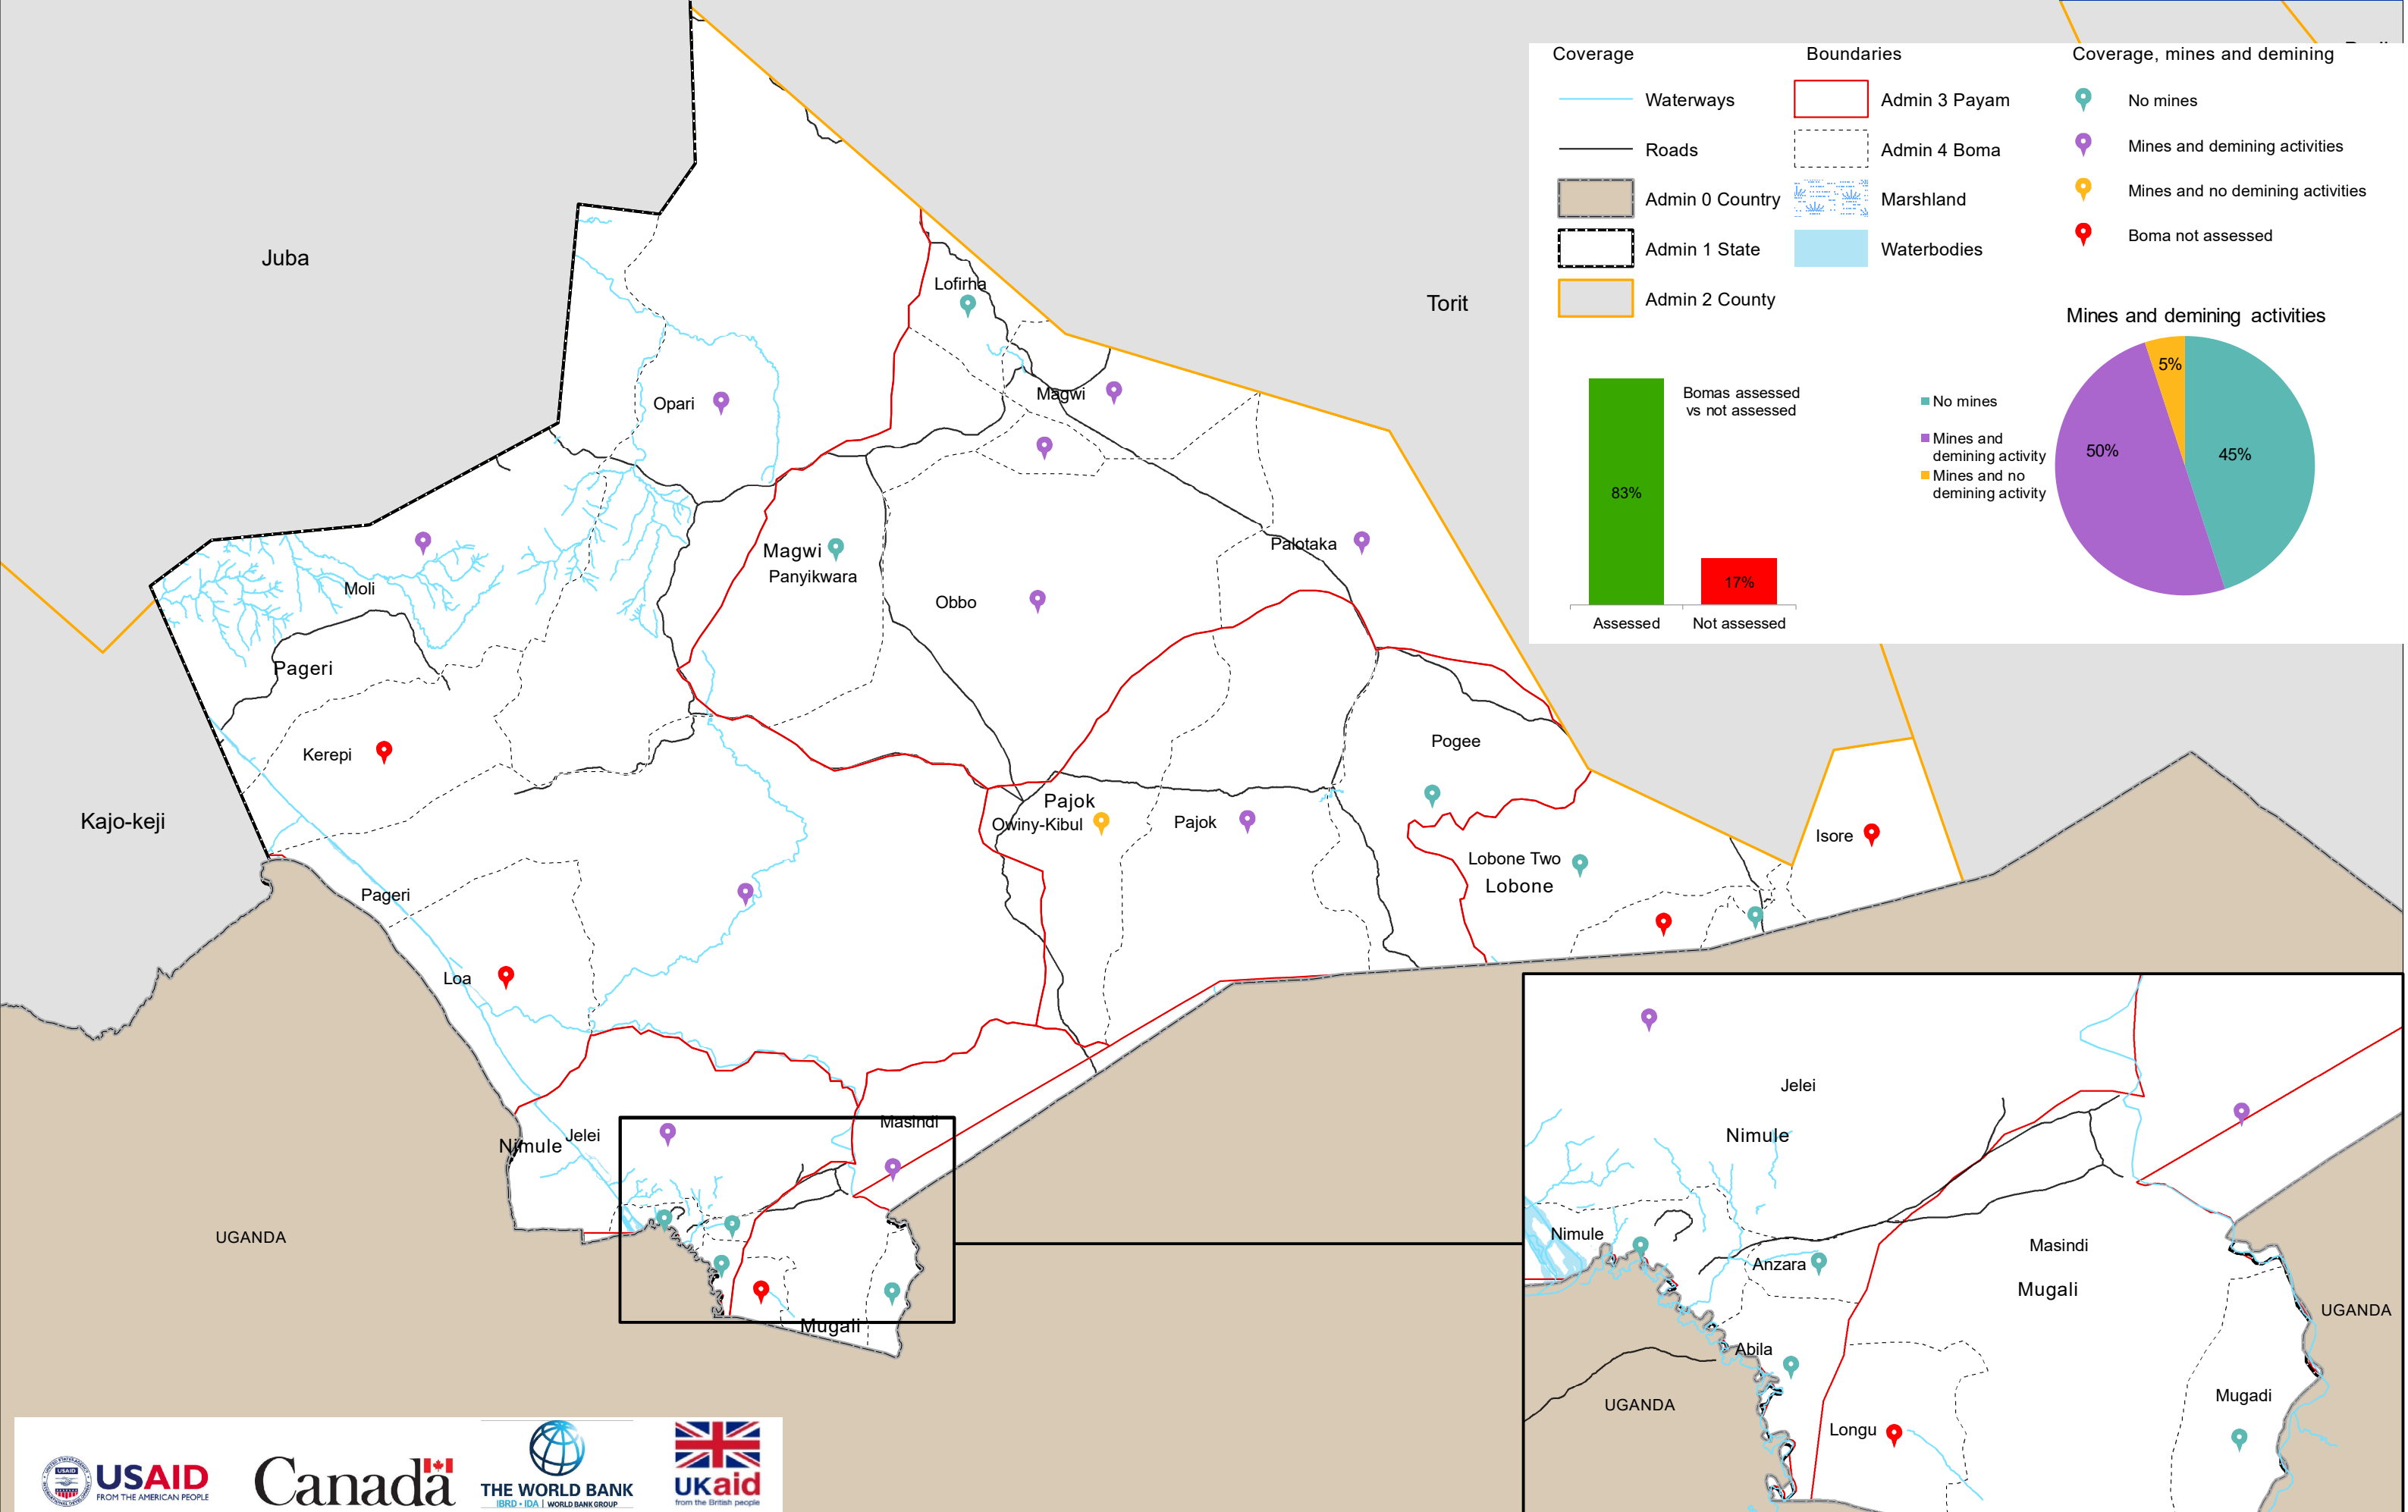 Coverage
Waterways
Roads
Admin 0 Country
Admin 1 State
Admin 2 County
Boundaries
Admin 3 Payam
Admin 4 Boma
Marshland
Waterbodies
Coverage, mines and demining
No mines
Mines and demining activities
Mines and no demining activities
Boma not assessed
Bomas assessed
vs not assessed
83%
17%
Assessed
Not assessed
Mines and demining activities
No mines
Mines and
demining activity
Mines and no
demining activity
5%
50%
45%
Juba
Torit
Lofirha
Opari
Magwi
Magwi
Panyikwara
Palotaka
Obbo
Moli
Pageri
Kerepi
Pogee
Kajo-keji
Pajok
Owiny-Kibul
Pajok
Isore
Lobone Two
Lobone
Pageri
Loa
Masindi
Jelei
Nimule
UGANDA
Mugali
Jelei
Nimule
Nimule
Anzara
Masindi
Mugali
UGANDA
Abila
UGANDA
Mugadi
Longu
USAID
USAID
FROM THE AMERICAN PEOPLE
Canada
THE WORLD BANK
IBRD • IDA | WORLD BANK GROUP
UKaid
from the British people